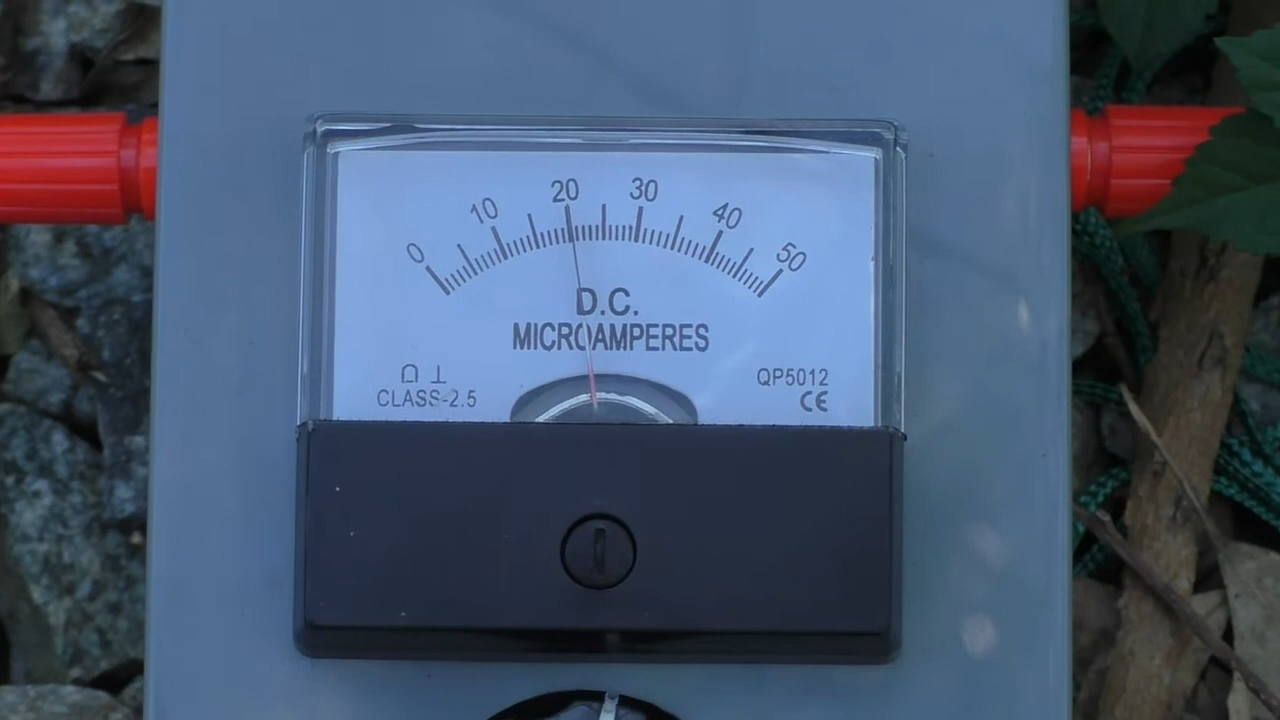 0 10 20 30 40 50
D.C.
MICROAMPERES
Ω ⊥
CLASS-2.5
QP5012
CE